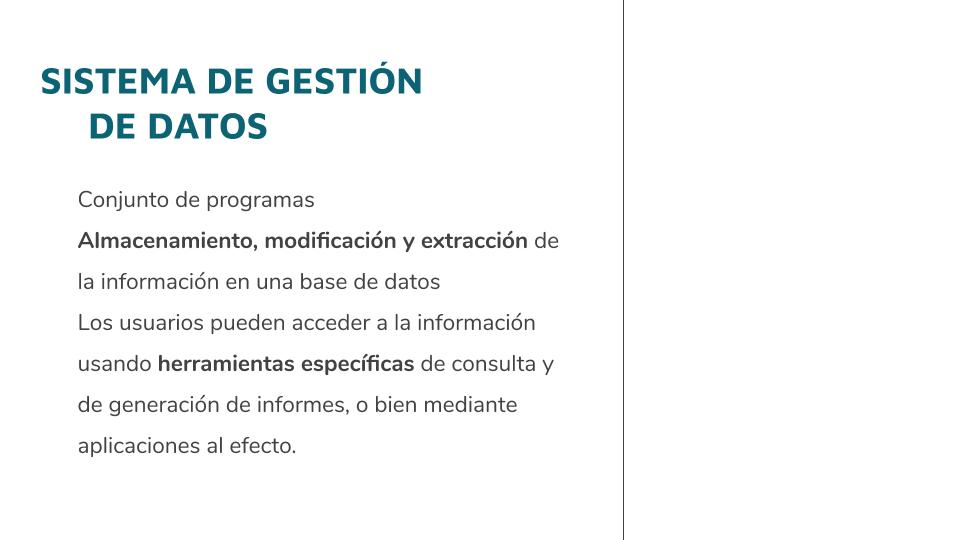 SISTEMA DE GESTIÓN
DE DATOS
Conjunto de programas
Almacenamiento, modificación y extracción de
la información en una base de datos
Los usuarios pueden acceder a la información
usando herramientas específicas de consulta y
de generación de informes, o bien mediante
aplicaciones al efecto.